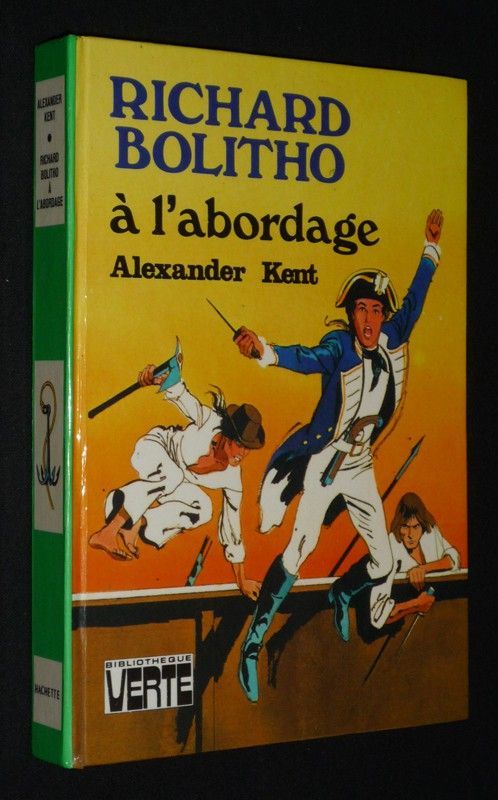 RICHARD
BOLITHO
à l'abordage
Alexander Kent
BIBLIOTHEQUE
VERTE
ALEXANDER
KENT
•
RICHARD
BOLITHO
À
L'ABORDAGE
HACHETTE